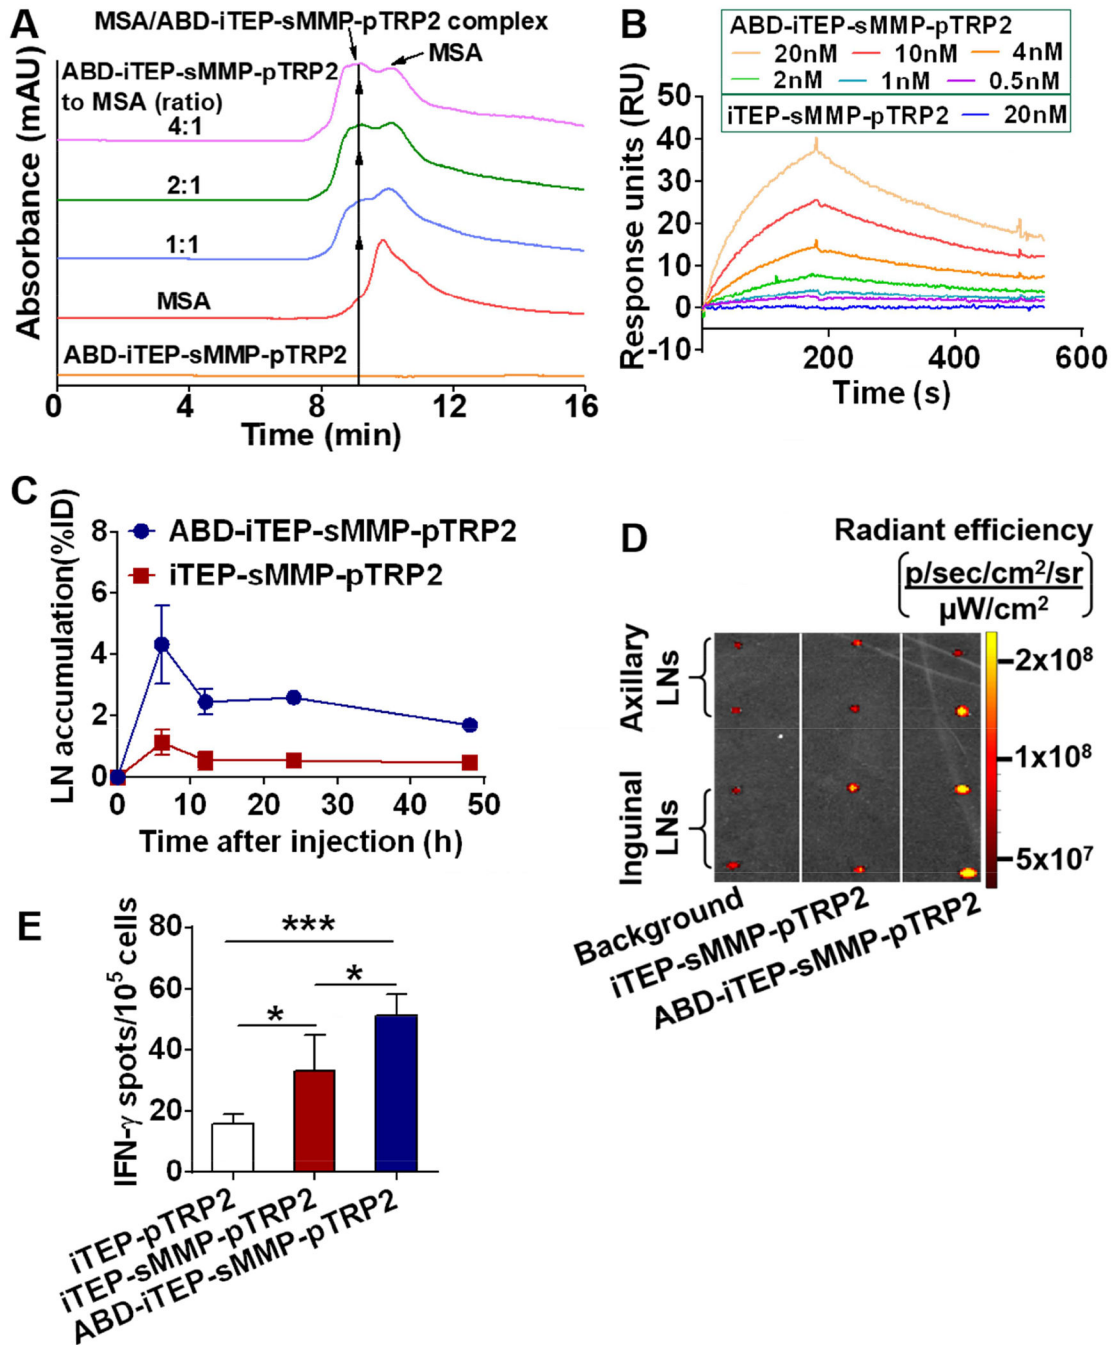 A
MSA/ABD-iTEP-sMMP-pTRP2 complex
MSA
ABD-iTEP-sMMP-pTRP2
to MSA (ratio)
4:1
2:1
1:1
MSA
ABD-iTEP-sMMP-pTRP2
Absorbance (mAU)
0 4 8 12 16
Time (min)
B
ABD-iTEP-sMMP-pTRP2
20nM 10nM 4nM
2nM 1nM 0.5nM
iTEP-sMMP-pTRP2 20nM
Response units (RU)
50
40
30
20
10
0
-10
200 400 600
Time (s)
C
LN accumulation(%ID)
ABD-iTEP-sMMP-pTRP2
iTEP-sMMP-pTRP2
8
6
4
2
0
0 10 20 30 40 50
Time after injection (h)
D
Radiant efficiency
p/sec/cm²/sr
µW/cm²
Axillary
LNs
Inguinal
LNs
2x10⁸
1x10⁸
5x10⁷
Background
iTEP-sMMP-pTRP2
ABD-iTEP-sMMP-pTRP2
E
IFN-γ spots/10⁵ cells
80
60
40
20
0
***
*
*
iTEP-pTRP2
iTEP-sMMP-pTRP2
ABD-iTEP-sMMP-pTRP2